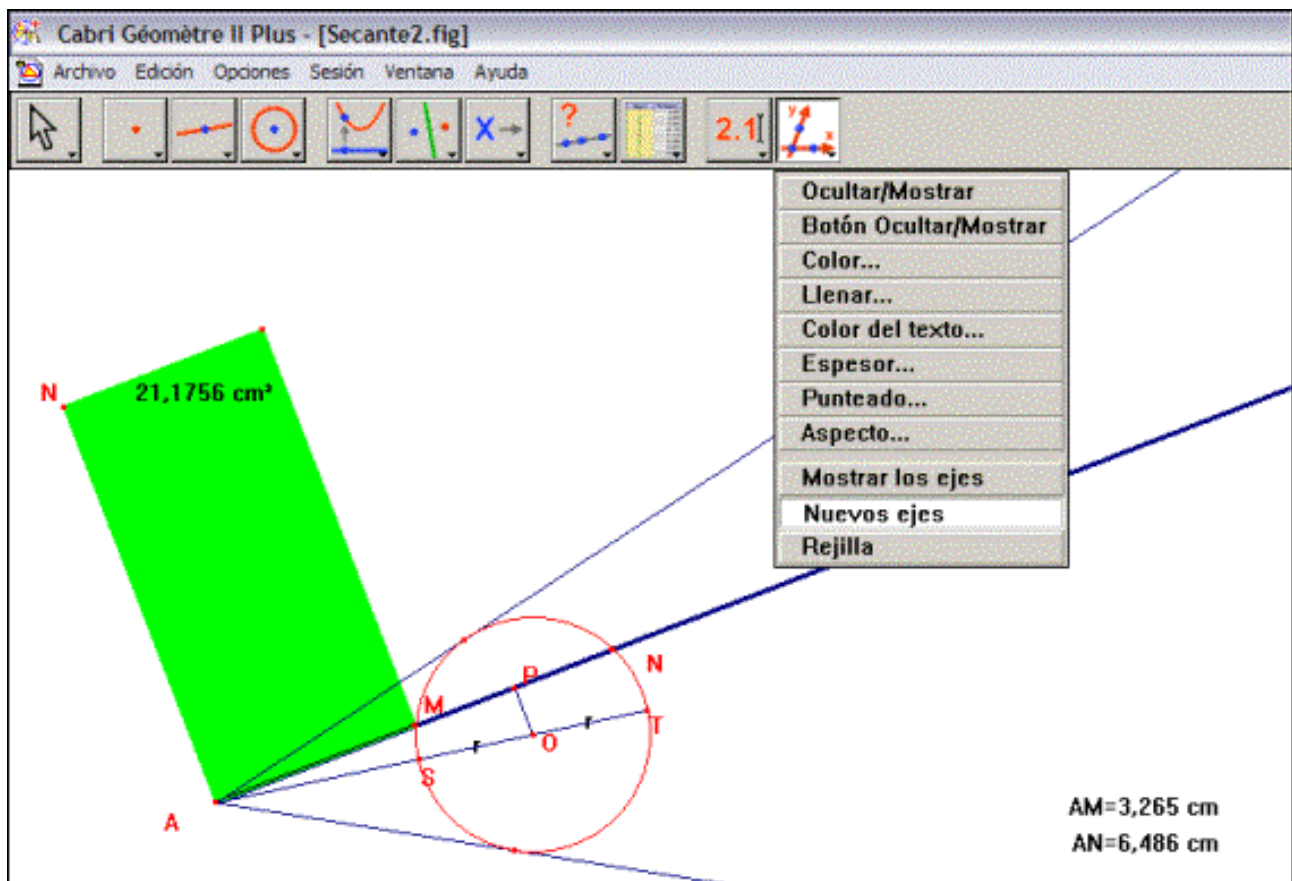 Cabri Géomètre II Plus - [Secante2.fig]
Archivo Edición Opciones Sesión Ventana Ayuda
? X 2.1 y x
Ocultar/Mostrar
Botón Ocultar/Mostrar
Color...
Llenar...
Color del texto...
Espesor...
Punteado...
Aspecto...
Mostrar los ejes
Nuevos ejes
Rejilla
N
21,1756 cm²
P
N
M
T
r
r
O
S
A
AM=3,265 cm
AN=6,486 cm